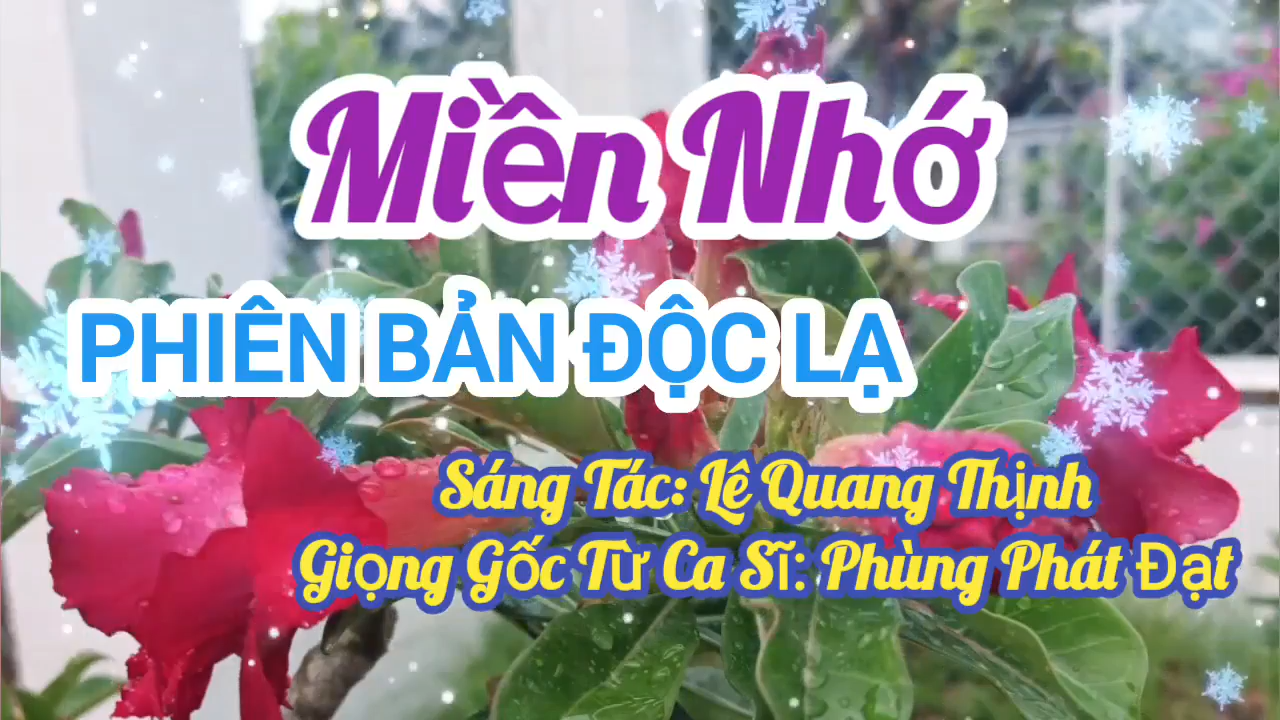 Miền Nhớ
PHIÊN BẢN ĐỘC LẠ
Sáng Tác: Lê Quang Thịnh
Giọng Gốc Từ Ca Sĩ: Phùng Phát Đạt